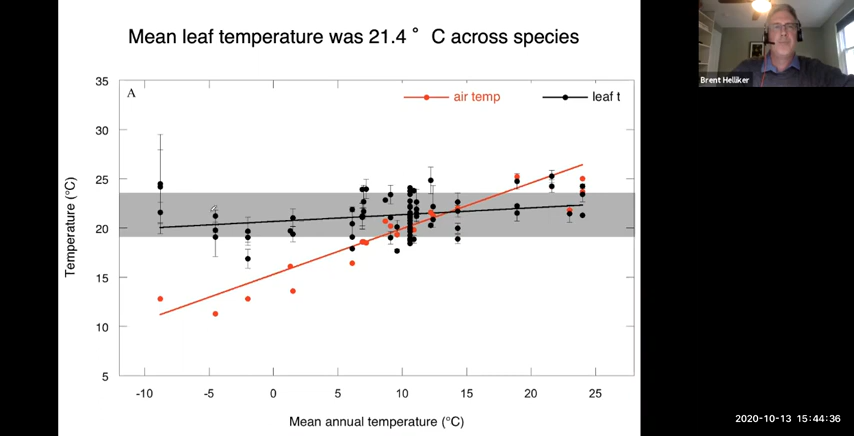 Mean leaf temperature was 21.4 ° C across species
Brent Helliker
A
air temp
leaf t
Temperature (°C)
35
30
25
20
15
10
5
-10 -5 0 5 10 15 20 25
Mean annual temperature (°C)
2020-10-13 15:44:36